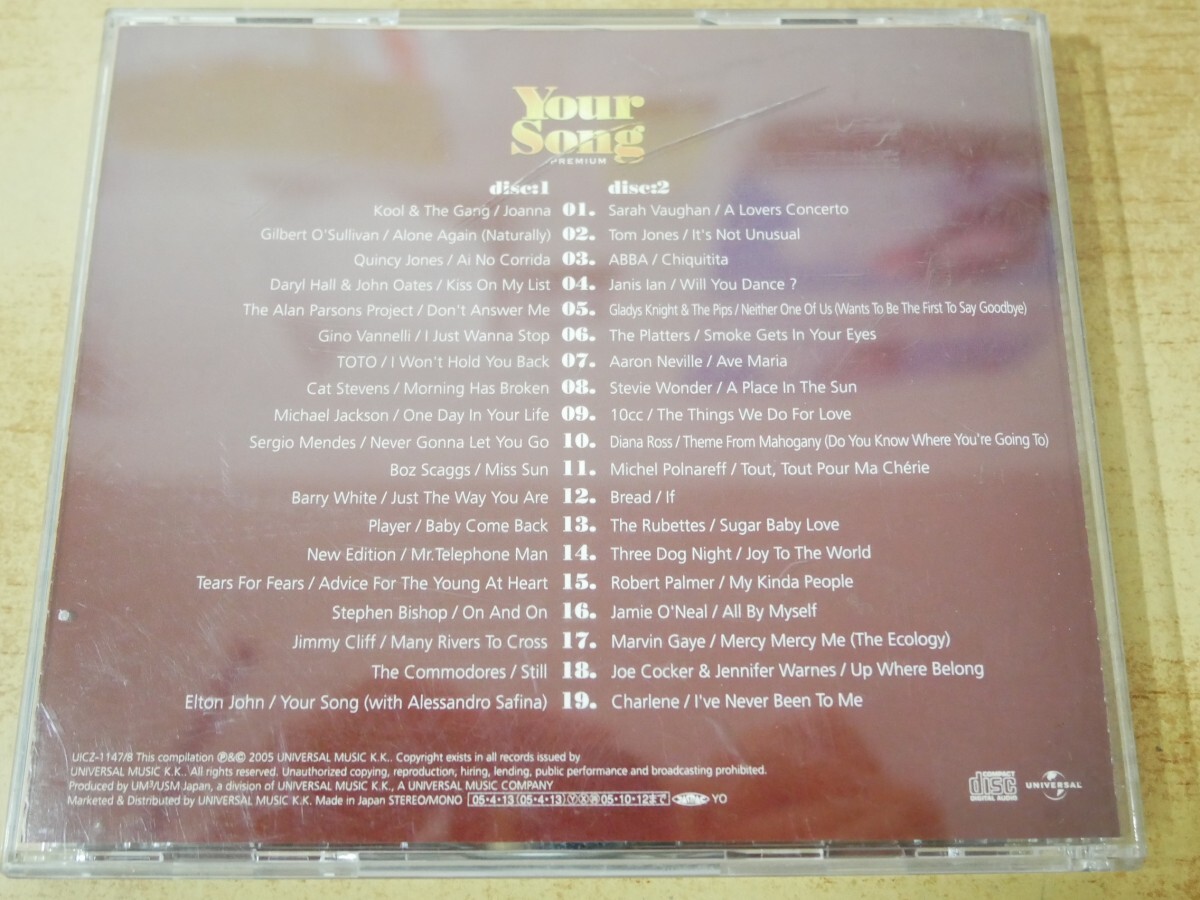 Your
Song
PREMIUM
disc:1 disc:2
Kool & The Gang / Joanna 01. Sarah Vaughan / A Lovers Concerto
Gilbert O'Sullivan / Alone Again (Naturally) 02. Tom Jones / It's Not Unusual
Quincy Jones / Ai No Corrida 03. ABBA / Chiquitita
Daryl Hall & John Oates / Kiss On My List 04. Janis Ian / Will You Dance ?
The Alan Parsons Project / Don't Answer Me 05. Gladys Knight & The Pips / Neither One Of Us (Wants To Be The First To Say Goodbye)
Gino Vannelli / I Just Wanna Stop 06. The Platters / Smoke Gets In Your Eyes
TOTO / I Won't Hold You Back 07. Aaron Neville / Ave Maria
Cat Stevens / Morning Has Broken 08. Stevie Wonder / A Place In The Sun
Michael Jackson / One Day In Your Life 09. 10cc / The Things We Do For Love
Sergio Mendes / Never Gonna Let You Go 10. Diana Ross / Theme From Mahogany (Do You Know Where You're Going To)
Boz Scaggs / Miss Sun 11. Michel Polnareff / Tout, Tout Pour Ma Chérie
Barry White / Just The Way You Are 12. Bread / If
Player / Baby Come Back 13. The Rubettes / Sugar Baby Love
New Edition / Mr.Telephone Man 14. Three Dog Night / Joy To The World
Tears For Fears / Advice For The Young At Heart 15. Robert Palmer / My Kinda People
Stephen Bishop / On And On 16. Jamie O'Neal / All By Myself
Jimmy Cliff / Many Rivers To Cross 17. Marvin Gaye / Mercy Mercy Me (The Ecology)
The Commodores / Still 18. Joe Cocker & Jennifer Warnes / Up Where Belong
Elton John / Your Song (with Alessandro Safina) 19. Charlene / I've Never Been To Me
UICZ-1147/8 This compilation ℗&© 2005 UNIVERSAL MUSIC K.K.. Copyright exists in all records issued by
UNIVERSAL MUSIC K.K.. All rights reserved. Unauthorized copying, reproduction, hiring, lending, public performance and broadcasting prohibited.
Produced by UM³/USM Japan, a division of UNIVERSAL MUSIC K.K., A UNIVERSAL MUSIC COMPANY
Marketed & Distributed by UNIVERSAL MUSIC K.K. Made in Japan STEREO/MONO 05・4・13 (05・4・13) 05・10・12まで YO
COMPACT
disc
DIGITAL AUDIO
UNIVERSAL